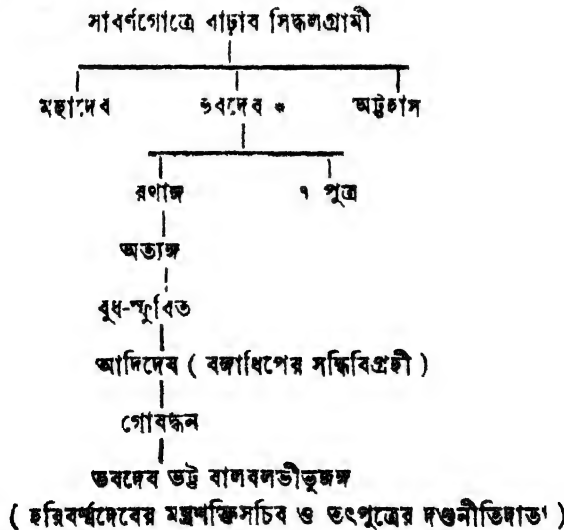 সাবর্ণগোত্রে রাঢ়ীব সিদ্ধলগ্রামী
মহাদেব ভবদেব * অট্টহাস
রথাঙ্গ ৭ পুত্র
অত্যঙ্গ
বুধ-স্ফুরিত
আদিদেব ( বঙ্গাধিপের সন্ধিবিগ্রহী )
গোবর্দ্ধন
ভবদেব ভট্ট বালবলভীভুজঙ্গ
( হরিবর্ম্মদেবের মন্ত্রশক্তিসচিব ও তৎপুত্রের দণ্ডনীতিদাতা )